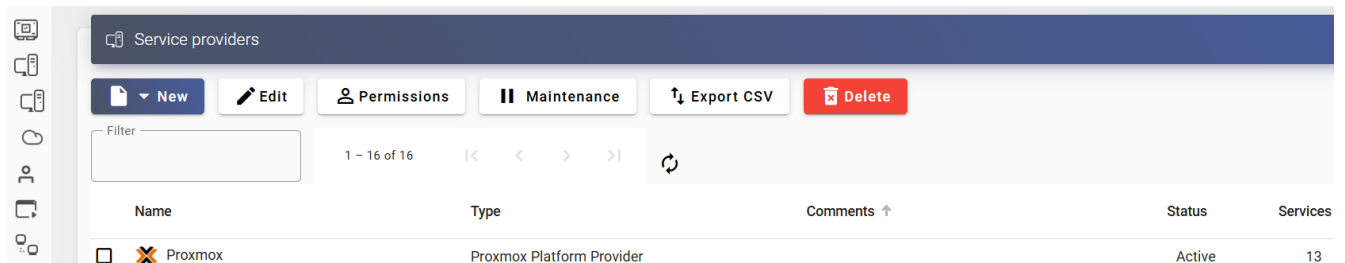 Service providers
New Edit Permissions Maintenance Export CSV Delete
Filter
1 – 16 of 16
Name Type Comments Status Services
Proxmox Proxmox Platform Provider Active 13